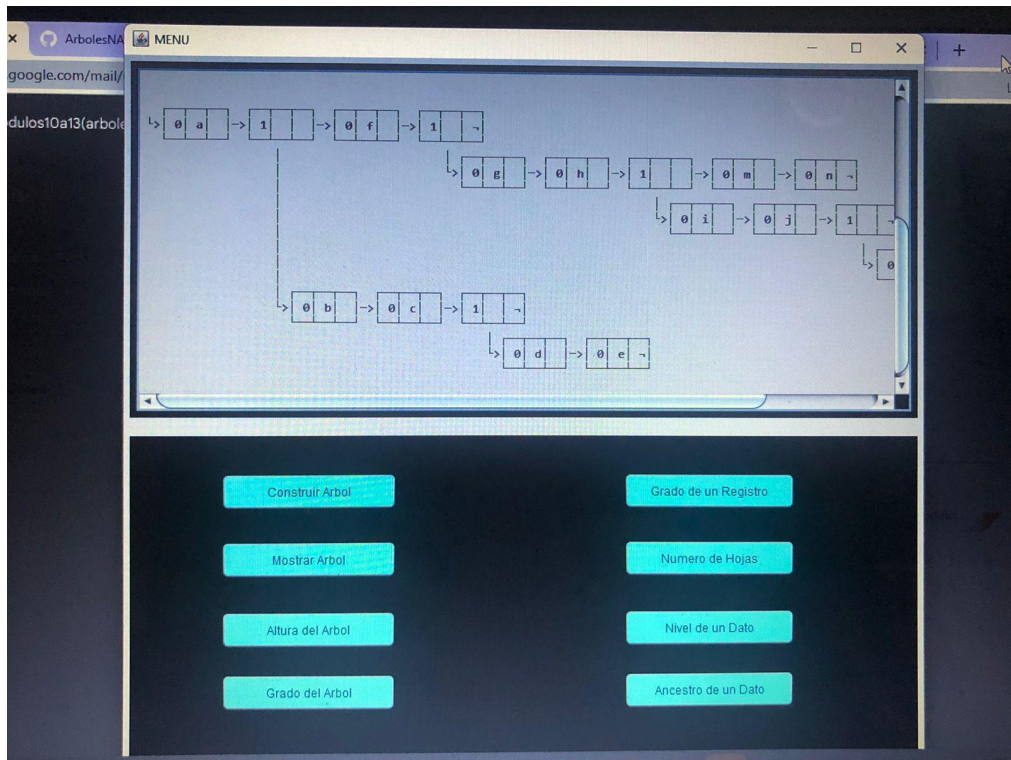 ArbolesNA
MENU
google.com/mail/
dulos10a13(arbole
0 a -> 1 -> 0 f -> 1 ¬
0 g -> 0 h -> 1 -> 0 m -> 0 n ¬
0 i -> 0 j -> 1 ¬
0
0 b -> 0 c -> 1 ¬
0 d -> 0 e ¬
Construir Arbol
Grado de un Registro
Mostrar Arbol
Numero de Hojas
Altura del Arbol
Nivel de un Dato
Grado del Arbol
Ancestro de un Dato